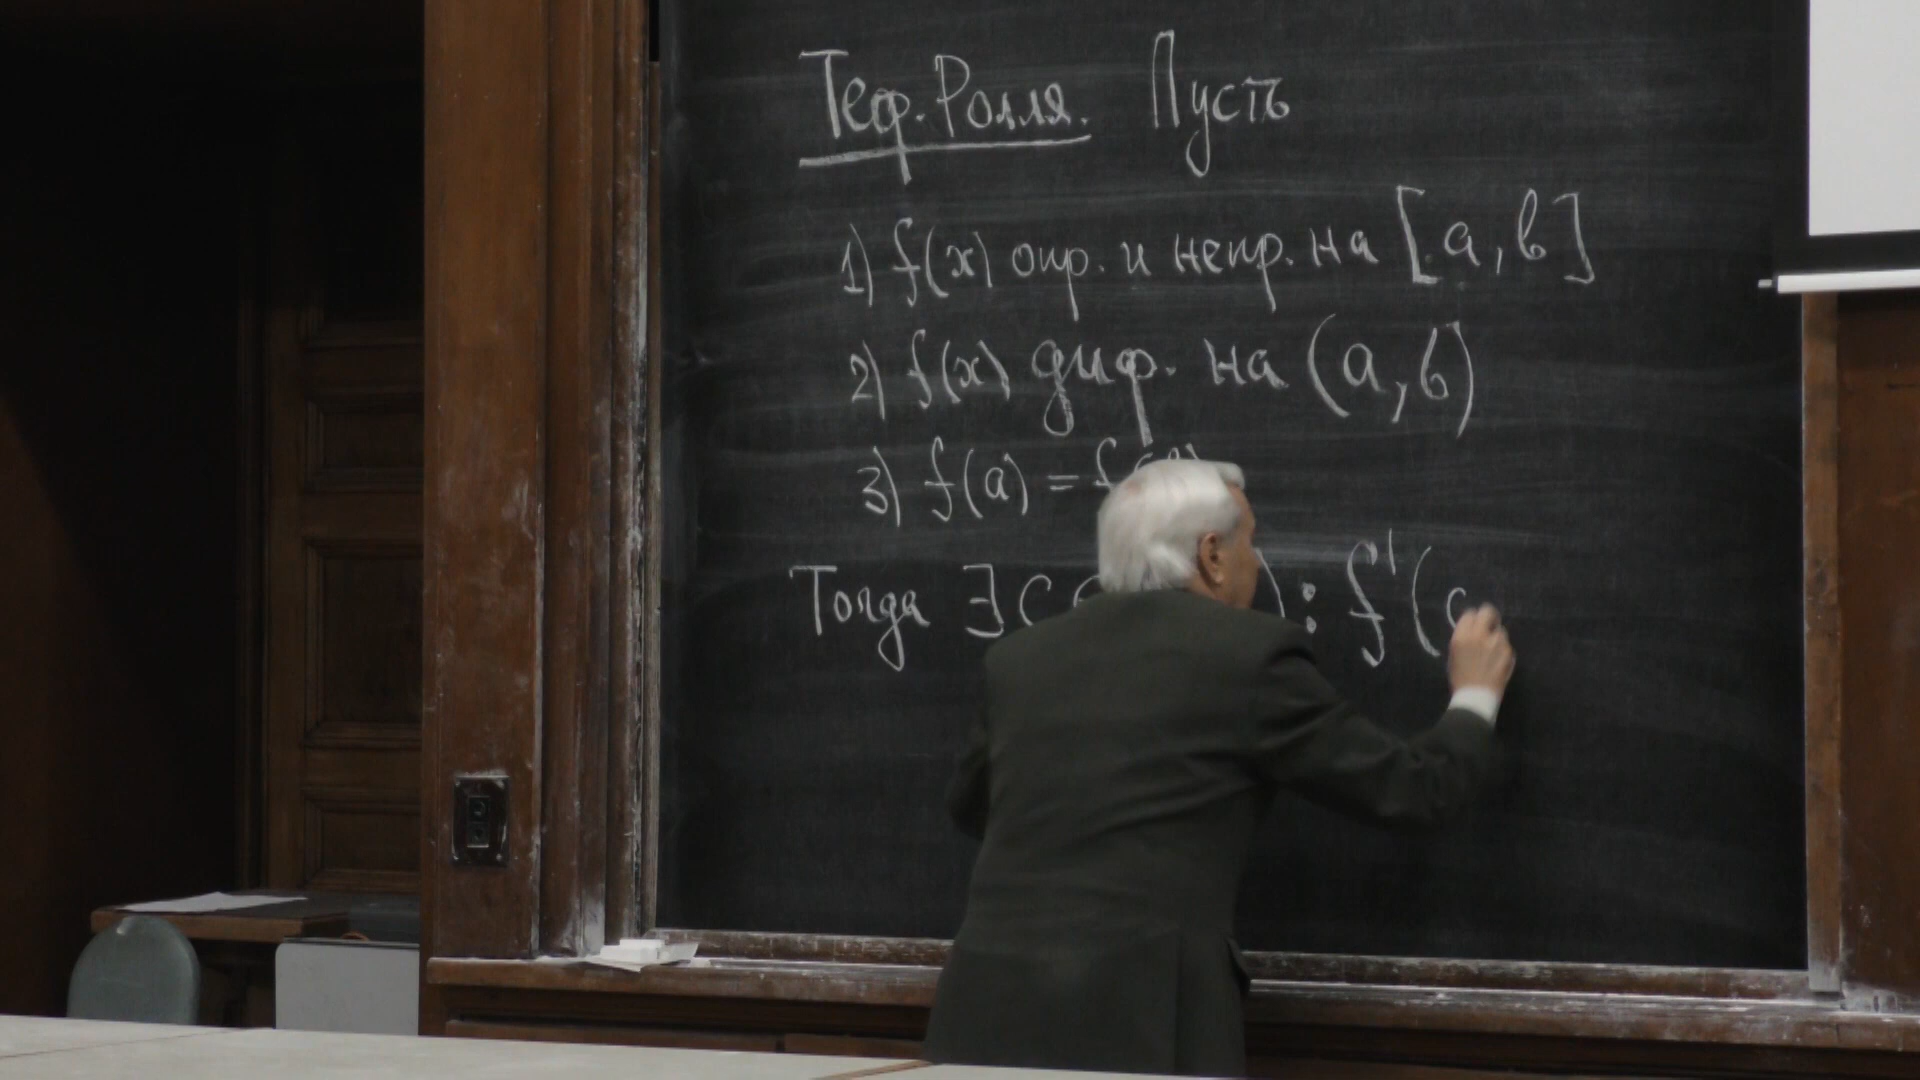 Теор. Ролля. Пусть
1) f(x) опр. и непр. на [a, b]
2) f(x) диф. на (a, b)
3) f(a) = f
Тогда ∃ c : f'(c